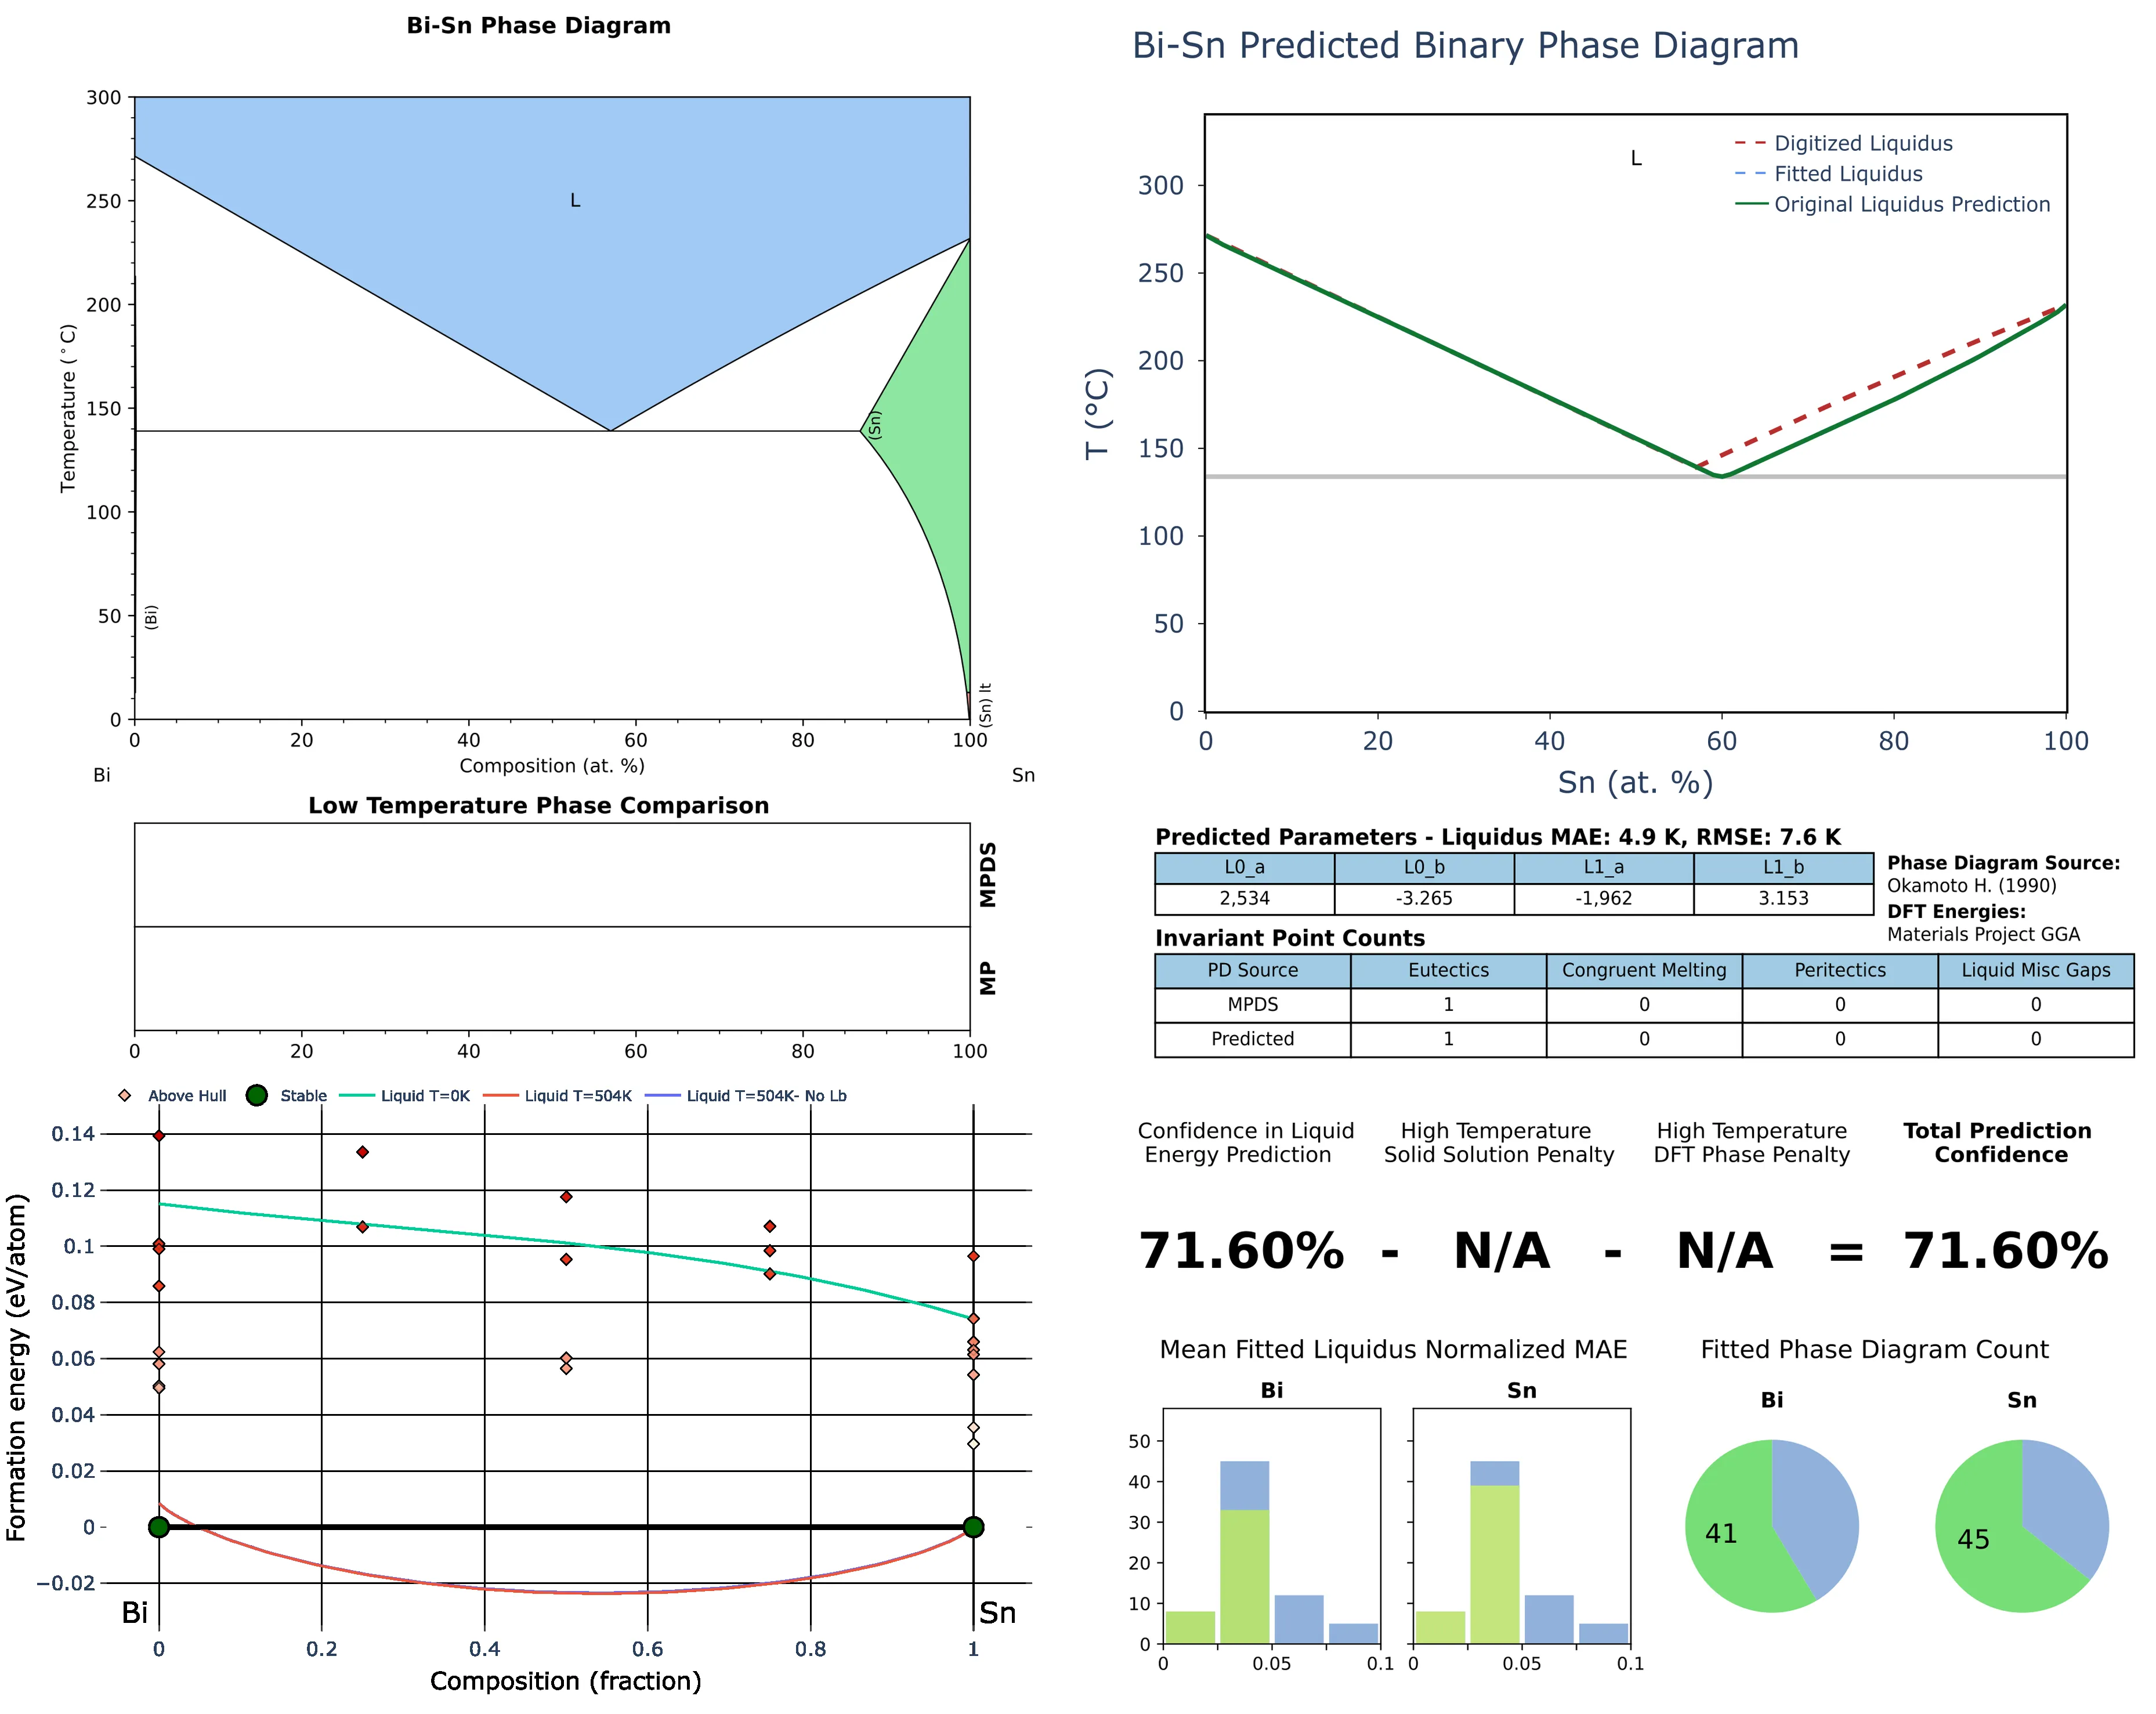 Bi-Sn Phase Diagram
300
250
200
150
100
50
0
Temperature (°C)
L
(Sn)
(Bi)
(Sn) lt
0 20 40 60 80 100
Composition (at. %)
Bi Sn
Low Temperature Phase Comparison
MPDS
MP
0 20 40 60 80 100
Above Hull Stable Liquid T=0K Liquid T=504K Liquid T=504K- No Lb
0.14
0.12
0.1
0.08
0.06
0.04
0.02
0
−0.02
Formation energy (eV/atom)
Bi Sn
0 0.2 0.4 0.6 0.8 1
Composition (fraction)
Bi-Sn Predicted Binary Phase Diagram
L
Digitized Liquidus
Fitted Liquidus
Original Liquidus Prediction
300
250
200
150
100
50
0
T (°C)
0 20 40 60 80 100
Sn (at. %)
Predicted Parameters - Liquidus MAE: 4.9 K, RMSE: 7.6 K
L0_a L0_b L1_a L1_b
2,534 -3.265 -1,962 3.153
Phase Diagram Source:
Okamoto H. (1990)
DFT Energies:
Materials Project GGA
Invariant Point Counts
PD Source Eutectics Congruent Melting Peritectics Liquid Misc Gaps
MPDS 1 0 0 0
Predicted 1 0 0 0
Confidence in Liquid
Energy Prediction
High Temperature
Solid Solution Penalty
High Temperature
DFT Phase Penalty
Total Prediction
Confidence
71.60% - N/A - N/A = 71.60%
Mean Fitted Liquidus Normalized MAE
Bi Sn
50
40
30
20
10
0
0 0.05 0.1 0 0.05 0.1
Fitted Phase Diagram Count
Bi Sn
41 45